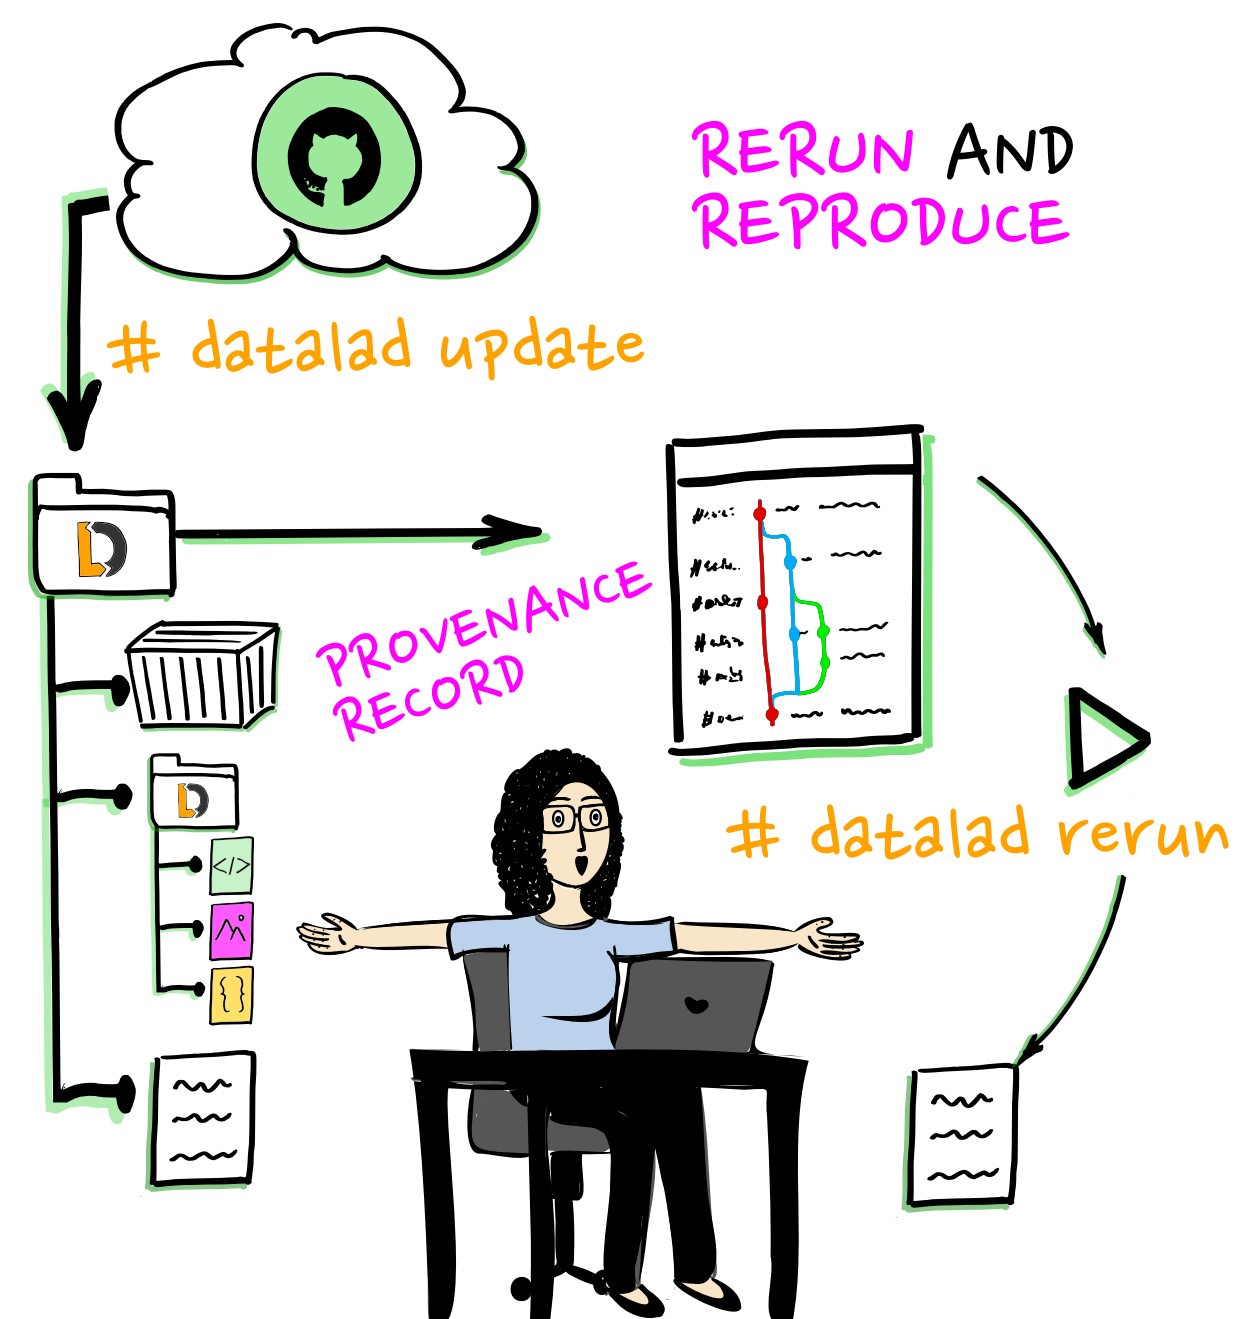 RERUN AND
REPRODUCE
# datalad update
PROVENANCE
RECORD
# datalad rerun
</>
{}